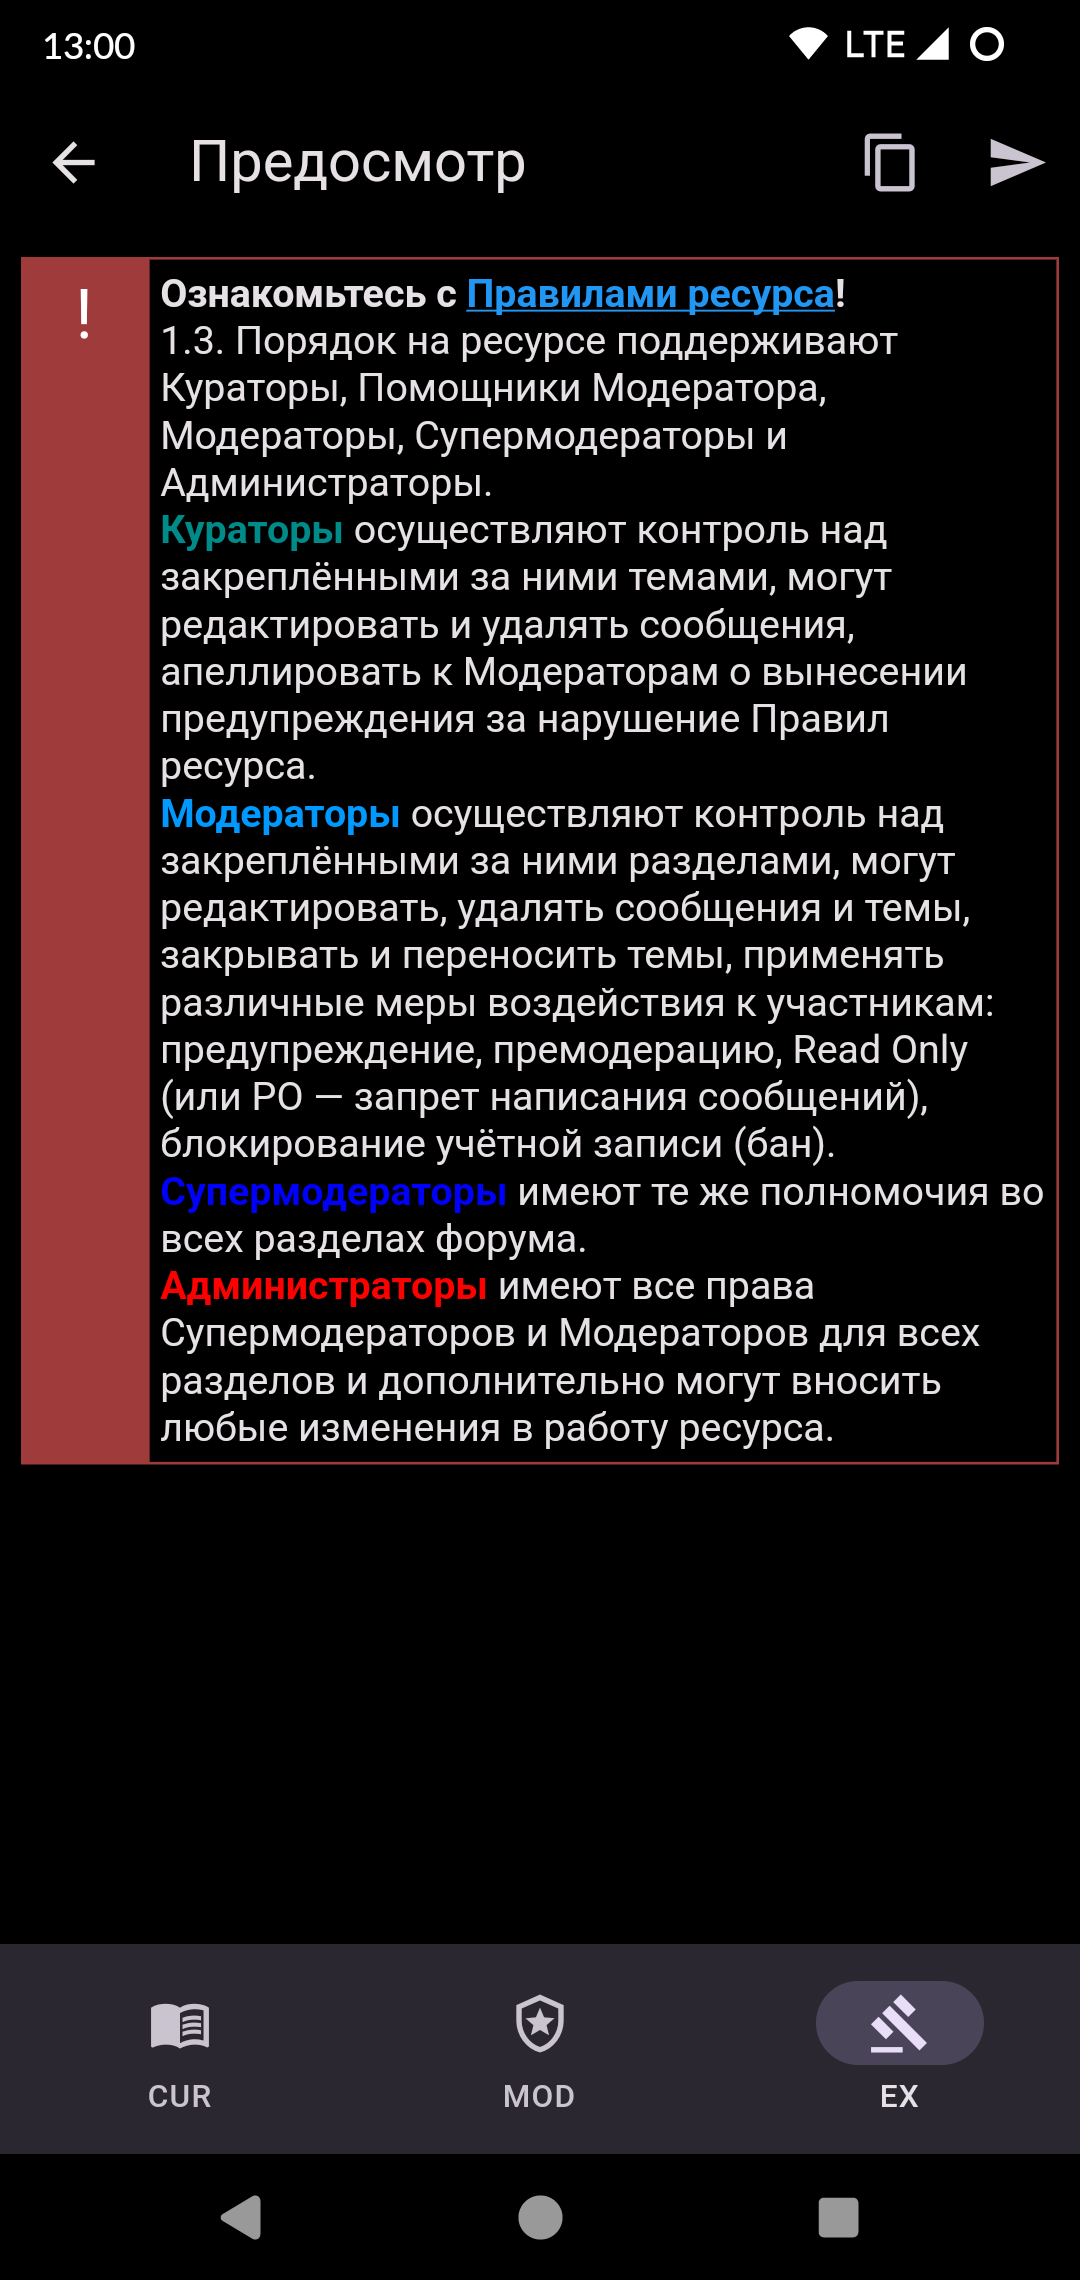 13:00
LTE
Предосмотр
!
Ознакомьтесь с Правилами ресурса!
1.3. Порядок на ресурсе поддерживают
Кураторы, Помощники Модератора,
Модераторы, Супермодераторы и
Администраторы.
Кураторы осуществляют контроль над
закреплёнными за ними темами, могут
редактировать и удалять сообщения,
апеллировать к Модераторам о вынесении
предупреждения за нарушение Правил
ресурса.
Модераторы осуществляют контроль над
закреплёнными за ними разделами, могут
редактировать, удалять сообщения и темы,
закрывать и переносить темы, применять
различные меры воздействия к участникам:
предупреждение, премодерацию, Read Only
(или РО — запрет написания сообщений),
блокирование учётной записи (бан).
Супермодераторы имеют те же полномочия во
всех разделах форума.
Администраторы имеют все права
Супермодераторов и Модераторов для всех
разделов и дополнительно могут вносить
любые изменения в работу ресурса.
CUR
MOD
EX